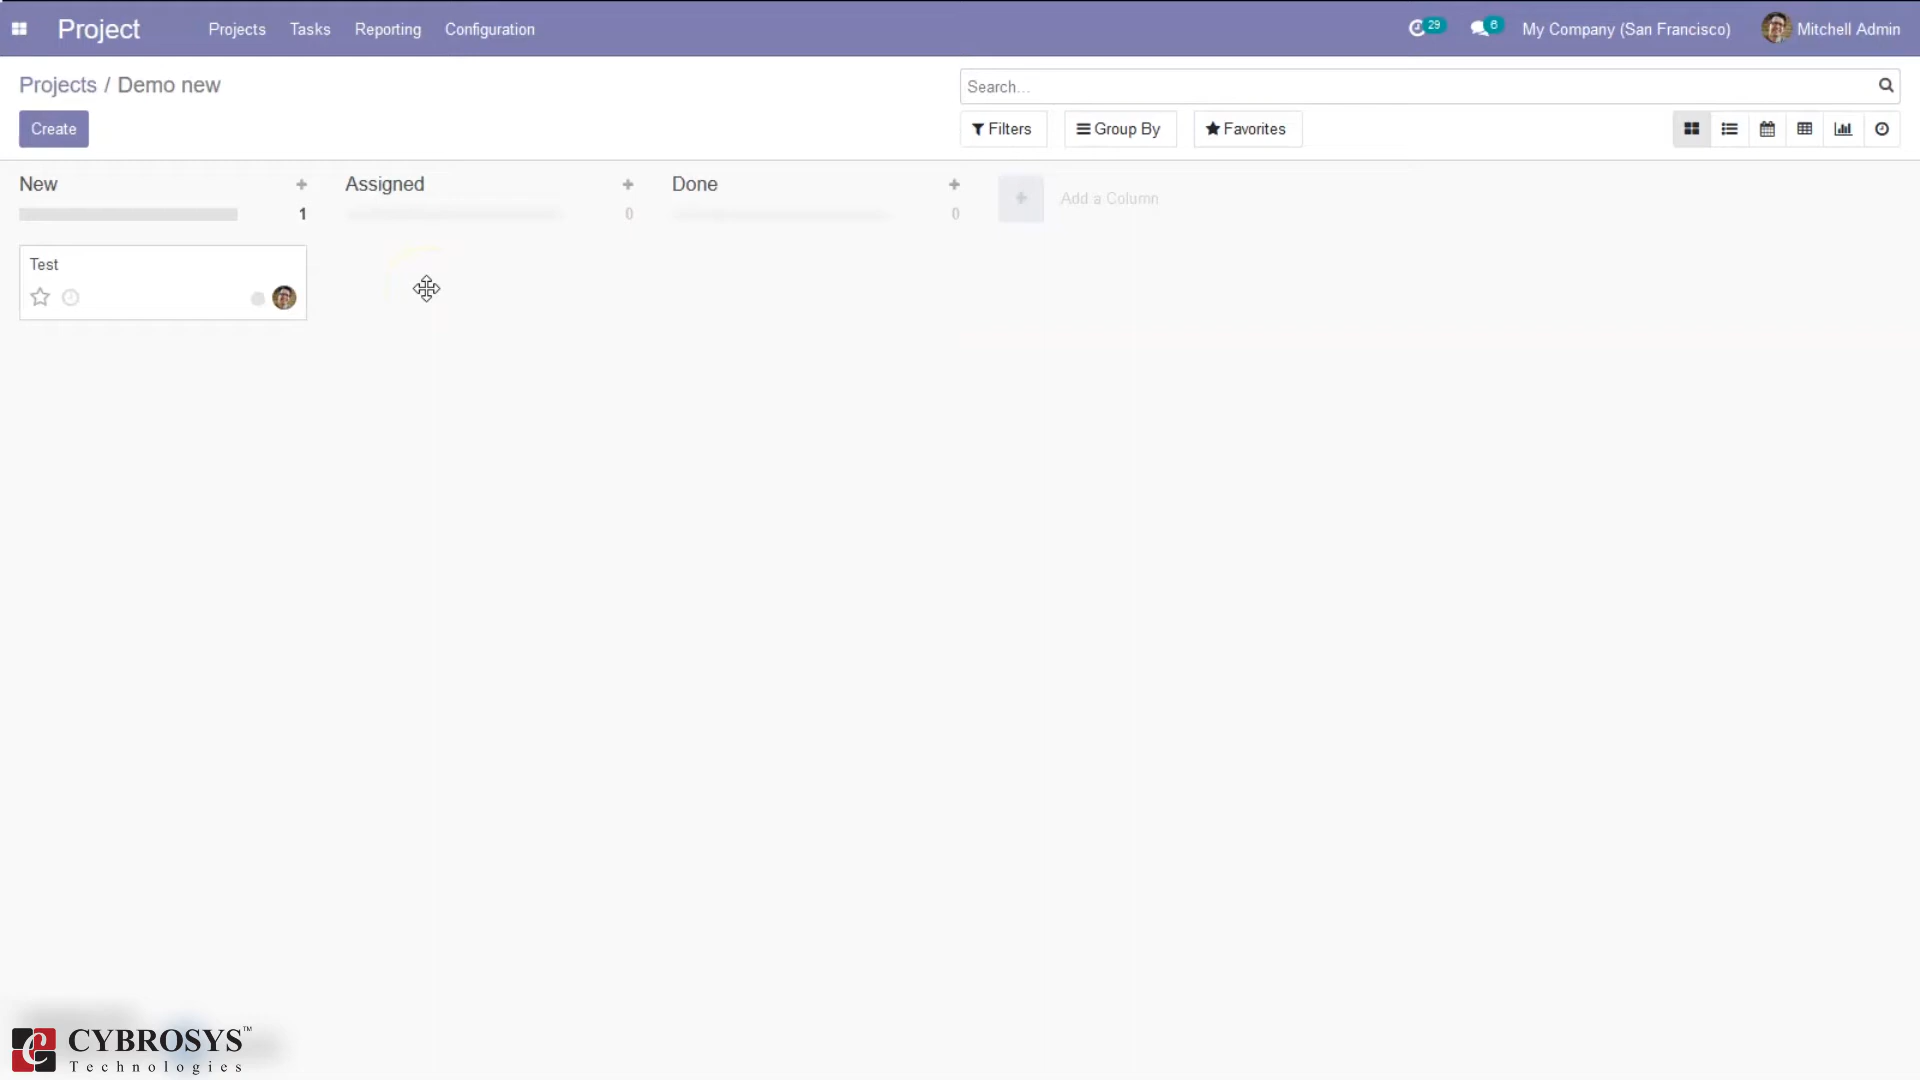 Project
Projects
Tasks
Reporting
Configuration
29
6
My Company (San Francisco)
Mitchell Admin
Projects / Demo new
Search...
Create
Filters
Group By
Favorites
New
1
Assigned
0
Done
0
Add a Column
Test
CYBROSYS™
Technologies